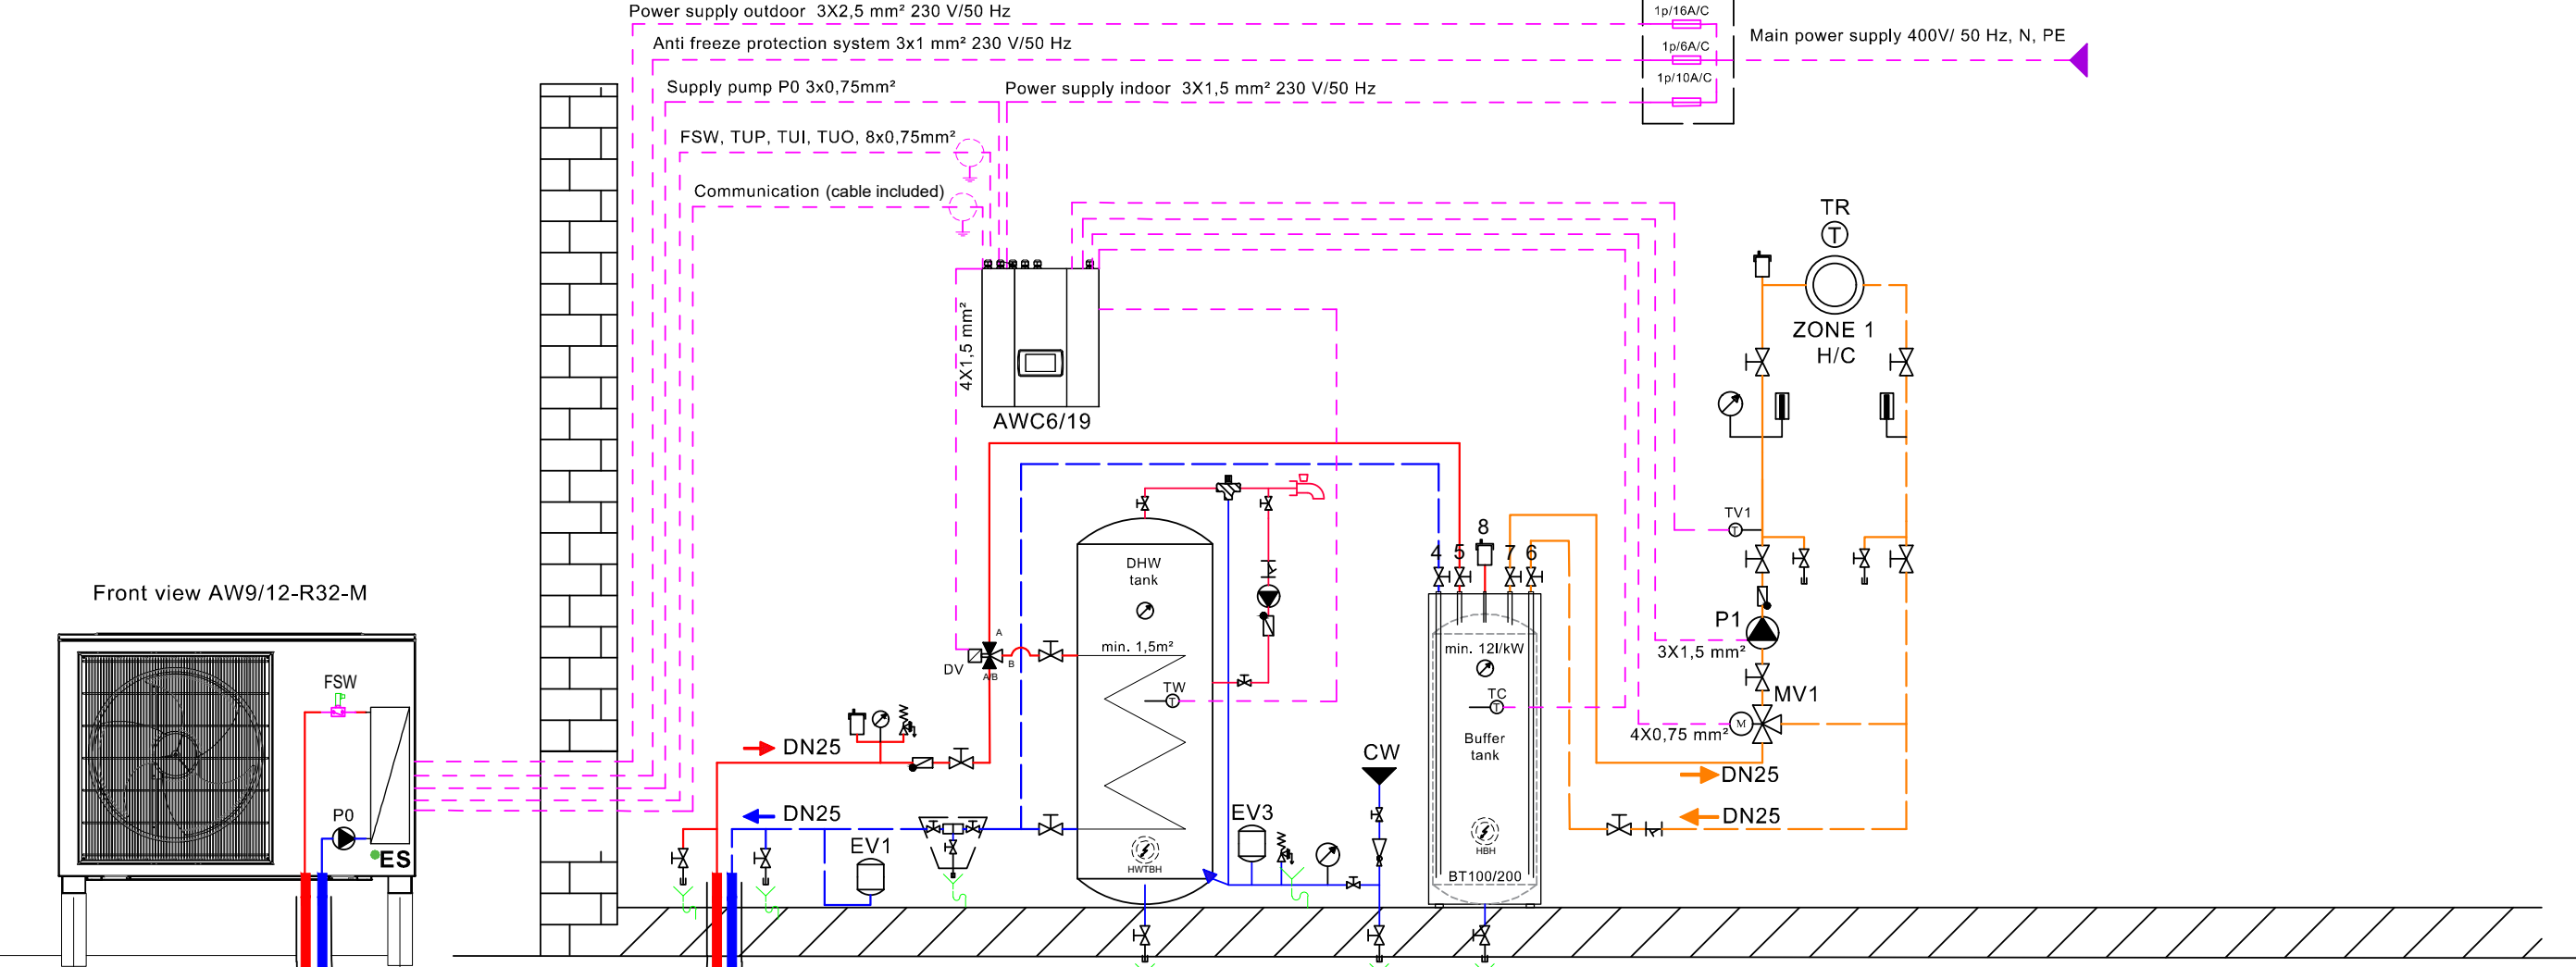 Power supply outdoor 3X2,5 mm² 230 V/50 Hz
1p/16A/C
Anti freeze protection system 3x1 mm² 230 V/50 Hz
1p/6A/C
Main power supply 400V/ 50 Hz, N, PE
Supply pump P0 3x0,75mm²
Power supply indoor 3X1,5 mm² 230 V/50 Hz
1p/10A/C
FSW, TUP, TUI, TUO, 8x0,75mm²
Communication (cable included)
TR
T
ZONE 1
H/C
4X1,5 mm²
AWC6/19
TV1
T
8
4
5
7
6
DHW
tank
Front view AW9/12-R32-M
P1
3X1,5 mm²
A
B
A/B
DV
min. 1,5m²
min. 12l/kW
FSW
TW
T
TC
T
MV1
M
4X0,75 mm²
Buffer
tank
DN25
CW
DN25
P0
DN25
EV3
DN25
ES
EV1
HWTBH
HBH
BT100/200